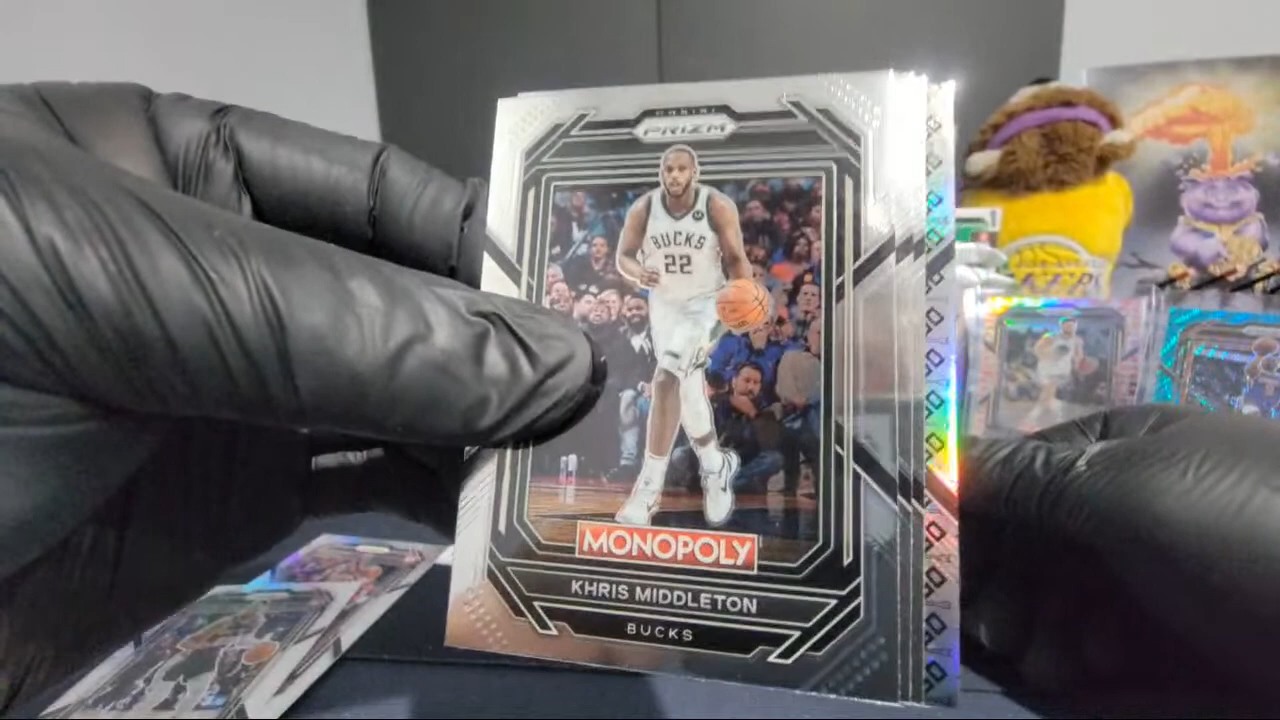 PANINI
PRIZM
BUCKS
22
MONOPOLY
KHRIS MIDDLETON
BUCKS